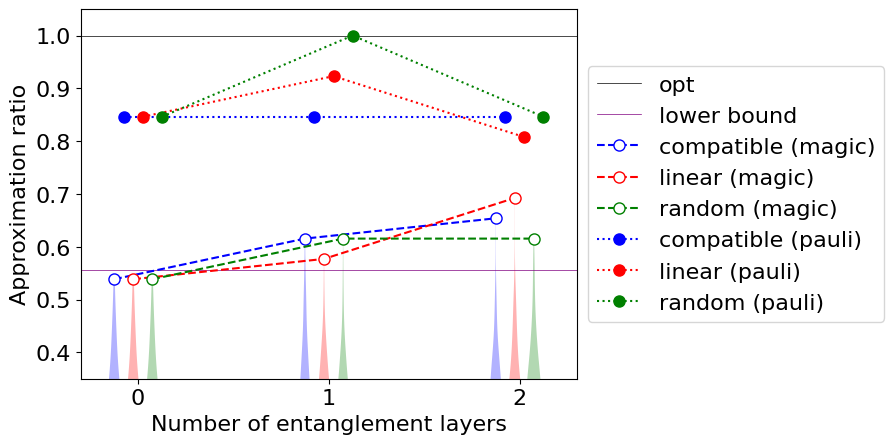 1.0
0.9
0.8
0.7
0.6
0.5
0.4
Approximation ratio
0 1 2
Number of entanglement layers
opt
lower bound
compatible (magic)
linear (magic)
random (magic)
compatible (pauli)
linear (pauli)
random (pauli)